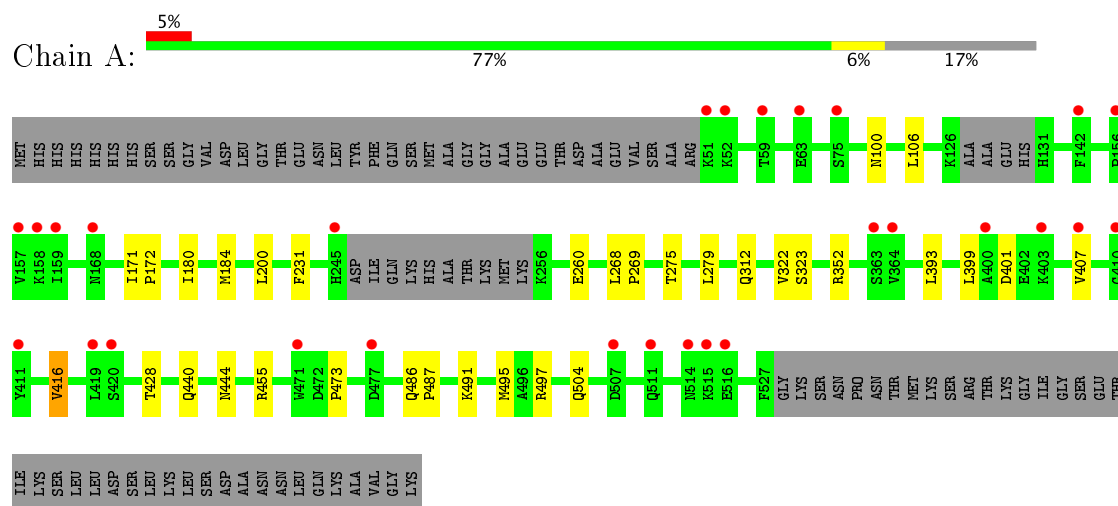 5%
Chain A:
77% 6% 17%
MET HIS HIS HIS HIS HIS HIS SER SER GLY VAL ASP LEU GLY THR GLU ASN LEU TYR PHE GLN SER MET ALA GLY GLY ALA GLU GLU THR ASP ALA GLU VAL SER ALA ARG K51 K52 T59 E63 S75 N100 L106 K126 ALA ALA GLU HIS H131 F142
V157 K158 I159 N168 I171 P172 I180 M184 L200 F231 H245 ASP ILE GLN LYS HIS ALA THR LYS MET LYS K256 E260 L268 P269 T275 L279 Q312 V322 S323 R352 S363 V364 L393 L399 A400 D401 E402 K403 V407
Y411 V416 L419 S420 T428 Q440 N444 R455 W471 D472 P473 D477 Q486 P487 K491 M495 A496 R497 Q504 D507 Q511 N514 K515 E516 F527 GLY LYS SER ASN PRO ASN THR MET LYS SER ARG THR LYS GLY ILE GLY SER GLU
ILE LYS SER LEU LEU ASP SER LEU LYS LEU SER ASP ALA ASN ASN LEU GLN LYS ALA VAL GLY LYS